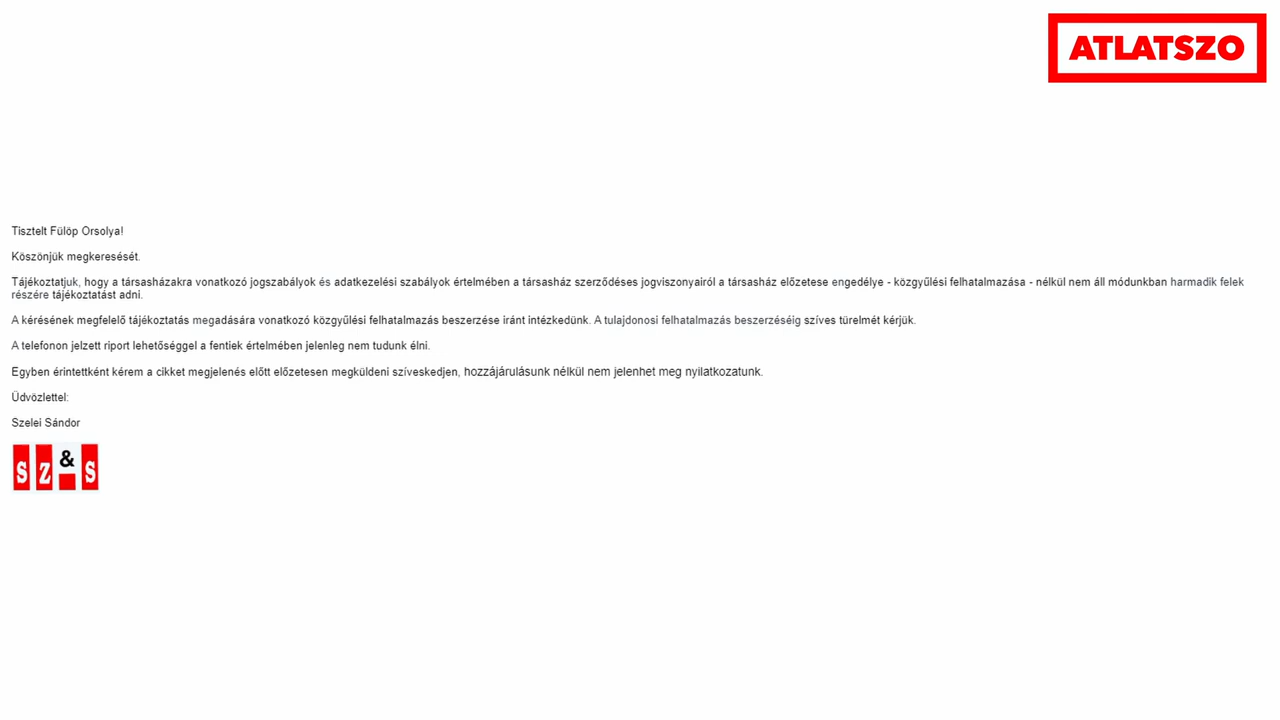 ATLATSZO
Tisztelt Fülöp Orsolya!
Köszönjük megkeresését.
Tájékoztatjuk, hogy a társasházakra vonatkozó jogszabályok és adatkezelési szabályok értelmében a társasház szerződéses jogviszonyairól a társasház előzetese engedélye - közgyűlési felhatalmazása - nélkül nem áll módunkban harmadik felek
részére tájékoztatást adni.
A kérésének megfelelő tájékoztatás megadására vonatkozó közgyűlési felhatalmazás beszerzése iránt intézkedünk. A tulajdonosi felhatalmazás beszerzéséig szíves türelmét kérjük.
A telefonon jelzett riport lehetőséggel a fentiek értelmében jelenleg nem tudunk élni.
Egyben érintettként kérem a cikket megjelenés előtt előzetesen megküldeni szíveskedjen, hozzájárulásunk nélkül nem jelenhet meg nyilatkozatunk.
Üdvözlettel:
Szelei Sándor
SZ&S